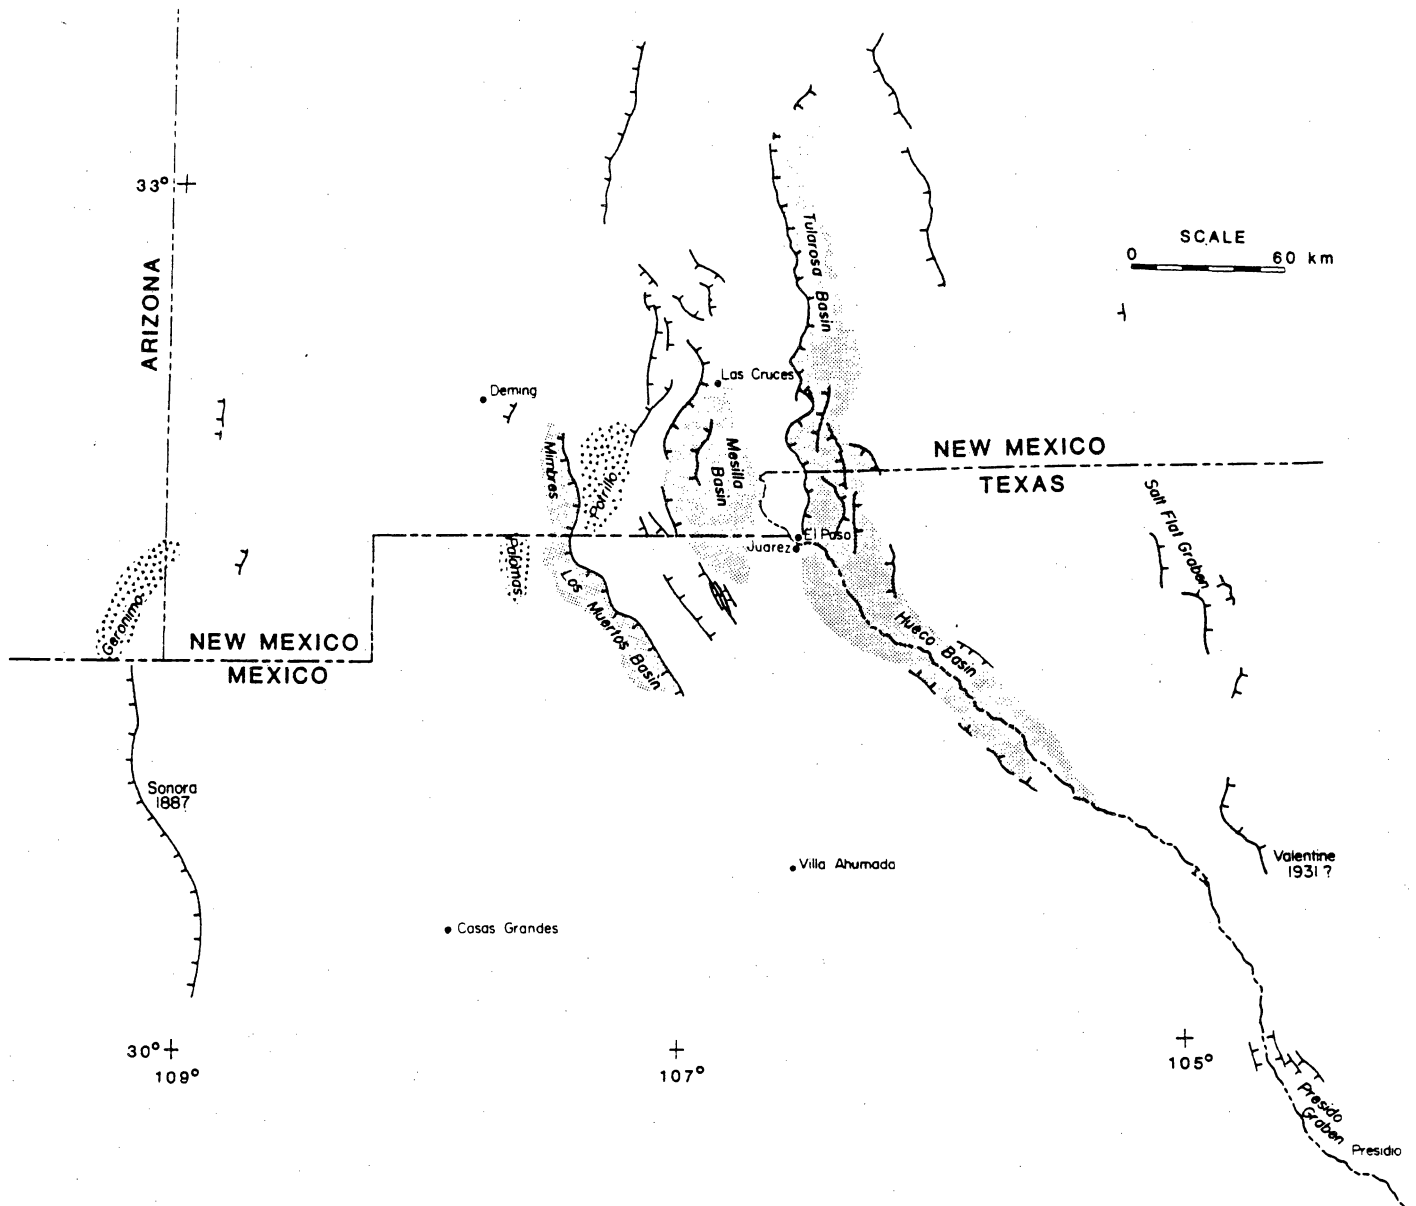 33°
ARIZONA
SCALE
0 60 km
Tularosa Basin
Las Cruces
Deming
Mimbres
Potrillo
Mesilla
Basin
NEW MEXICO
TEXAS
Salt Flat Graben
El Paso
Juarez
Palomas
Los Muertos Basin
Geronimo
Hueco Basin
NEW MEXICO
MEXICO
Sonora
1887
Valentine
1931 ?
Villa Ahumada
Casas Grandes
30°
109°
107°
105°
Presido
Graben
Presidio